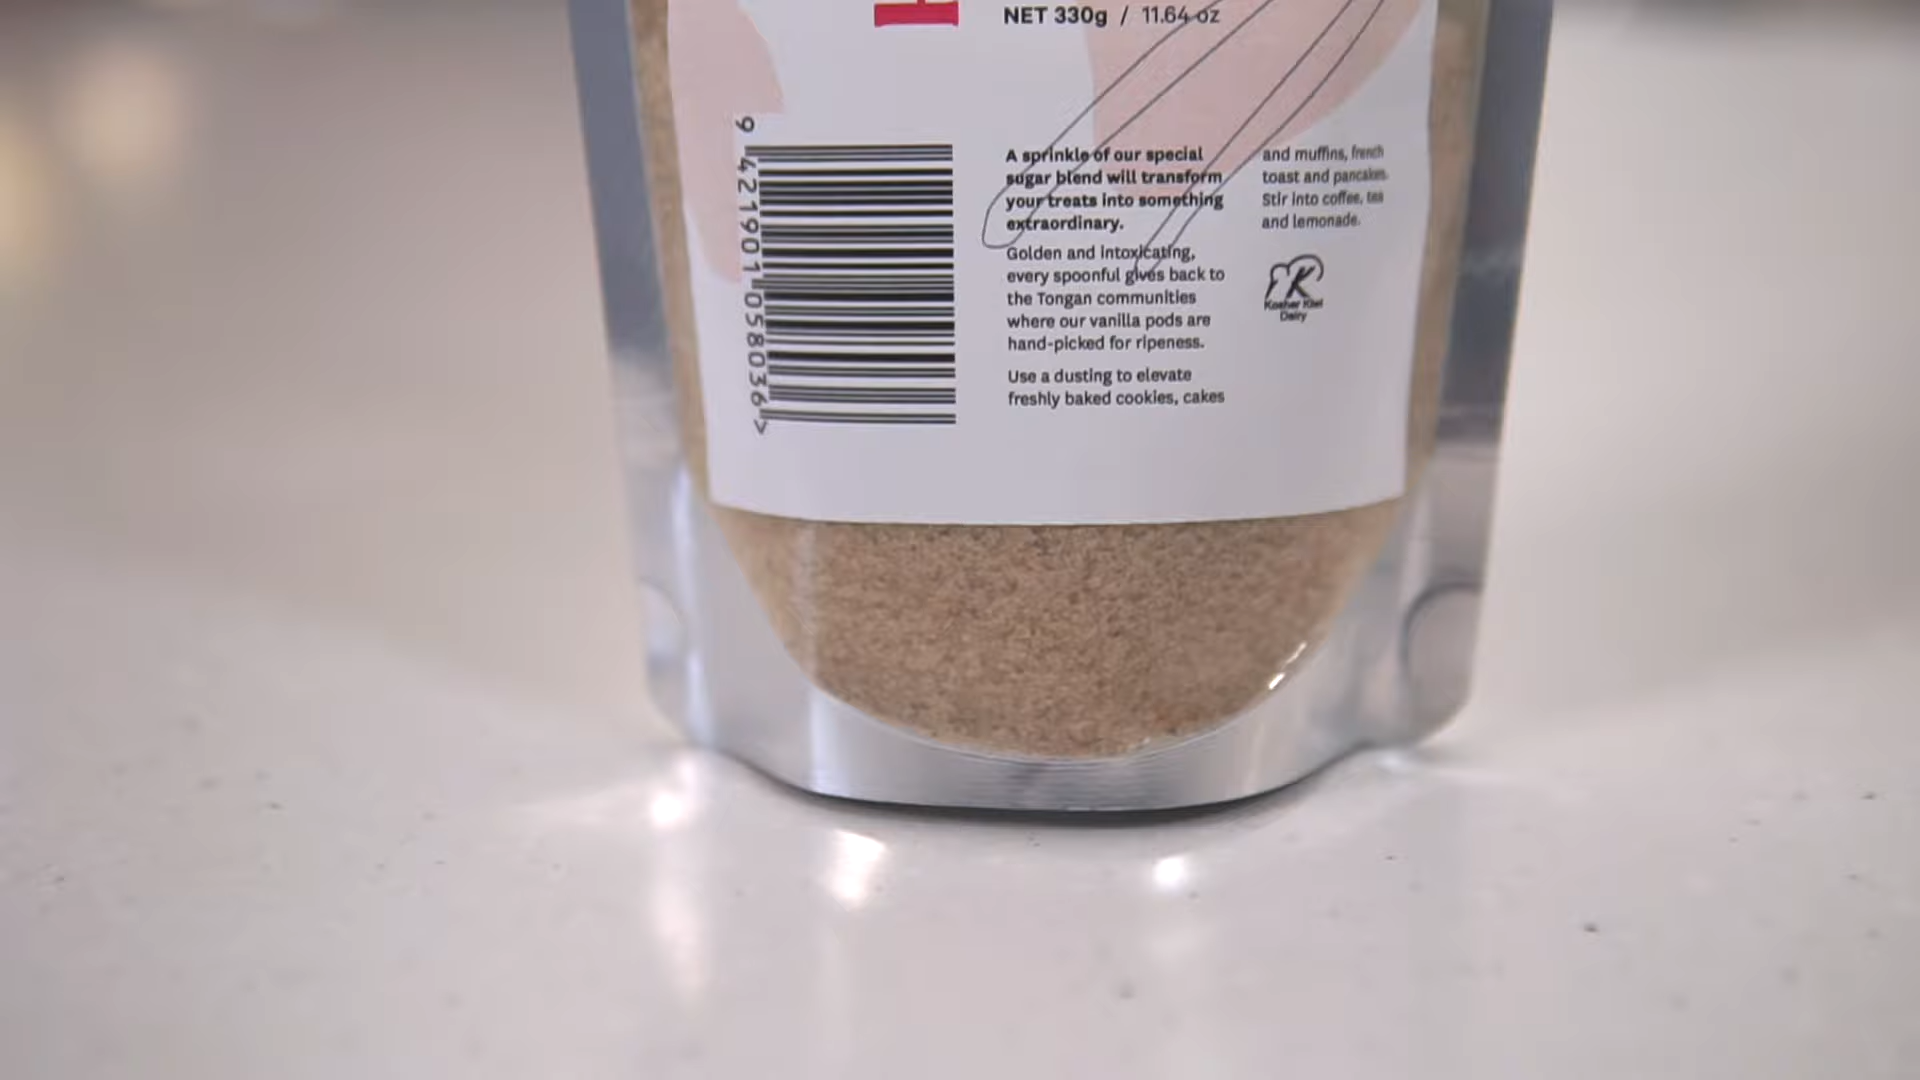 NET 330g / 11.64 oz
9 421901 058036 >
A sprinkle of our special
sugar blend will transform
your treats into something
extraordinary.
Golden and intoxicating,
every spoonful gives back to
the Tongan communities
where our vanilla pods are
hand-picked for ripeness.
Use a dusting to elevate
freshly baked cookies, cakes
and muffins, french
toast and pancakes.
Stir into coffee, tea
and lemonade.
K
Kosher Kiwi
Dairy